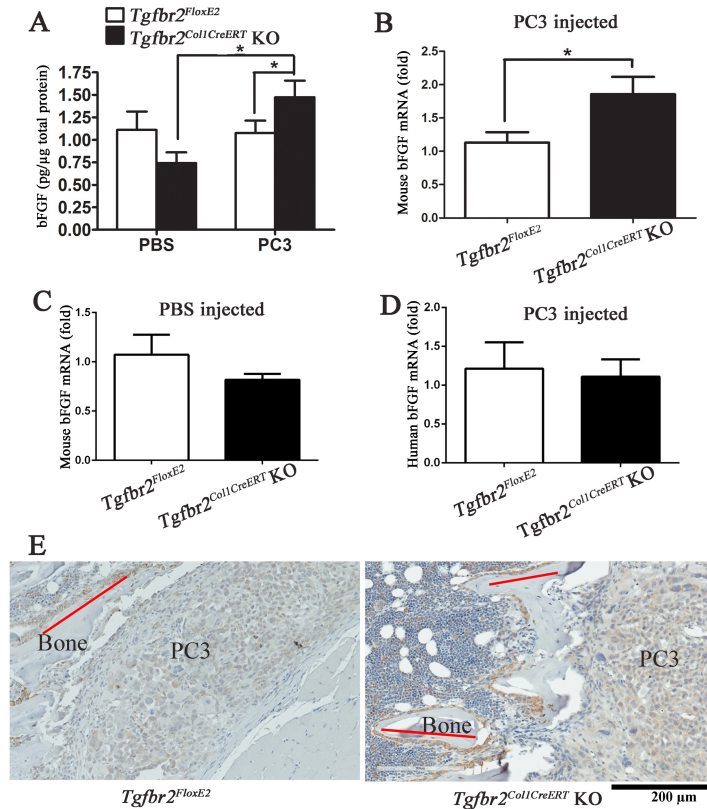 A
Tgfbr2FloxE2
Tgfbr2Col1CreERT KO
*
*
bFGF (pg/µg total protein)
1.75
1.50
1.25
1.00
0.75
0.50
0.25
0.00
PBS
PC3
B
PC3 injected
*
Mouse bFGF mRNA (fold)
2.5
2.0
1.5
1.0
0.5
0.0
Tgfbr2FloxE2
Tgfbr2Col1CreERT KO
C
PBS injected
Mouse bFGF mRNA (fold)
1.5
1.0
0.5
0.0
Tgfbr2FloxE2
Tgfbr2Col1CreERT KO
D
PC3 injected
Human bFGF mRNA (fold)
2.0
1.5
1.0
0.5
0.0
Tgfbr2FloxE2
Tgfbr2Col1CreERT KO
E
Bone
PC3
PC3
Bone
Tgfbr2FloxE2
Tgfbr2Col1CreERT KO
200 µm